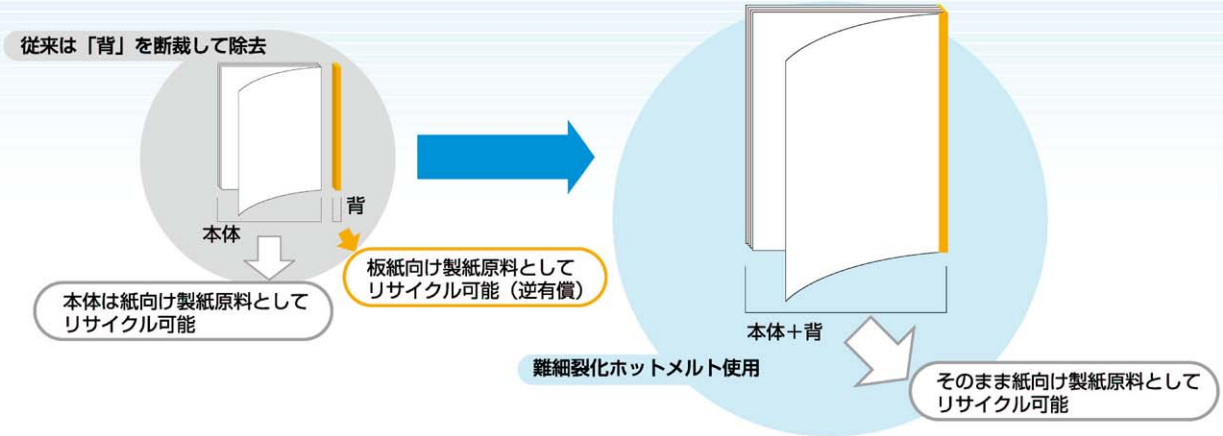 従来は「背」を断裁して除去
背
本体
板紙向け製紙原料として
リサイクル可能（逆有償）
本体は紙向け製紙原料として
リサイクル可能
本体＋背
難細裂化ホットメルト使用
そのまま紙向け製紙原料として
リサイクル可能